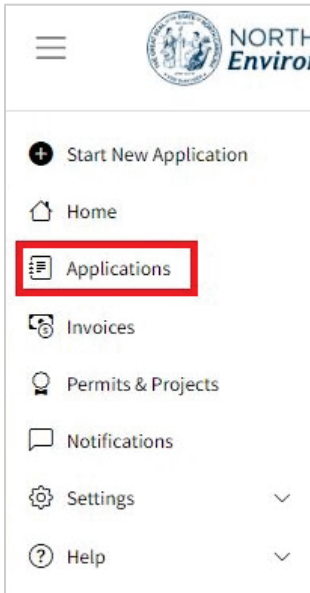 NORTH
Enviro
Start New Application
Home
Applications
Invoices
Permits & Projects
Notifications
Settings
Help